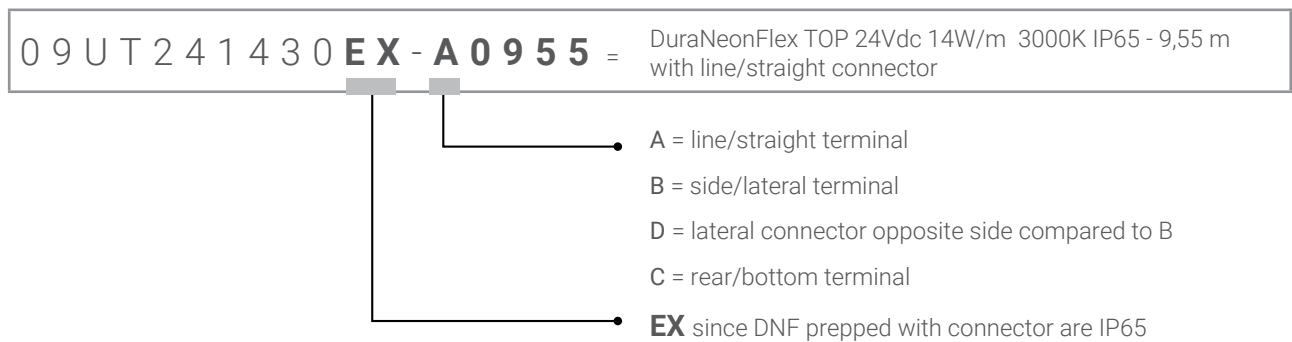 09UT241430EX-A0955 = DuraNeonFlex TOP 24Vdc 14W/m 3000K IP65 - 9,55 m
with line/straight connector
A = line/straight terminal
B = side/lateral terminal
D = lateral connector opposite side compared to B
C = rear/bottom terminal
EX since DNF prepped with connector are IP65